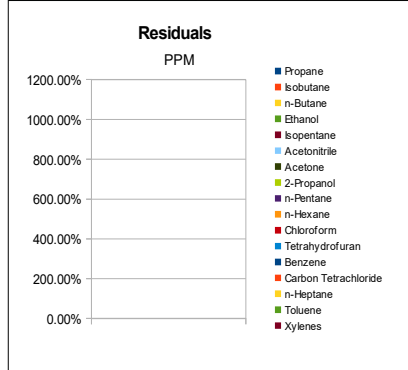 Residuals
PPM
1200.00%
1000.00%
800.00%
600.00%
400.00%
200.00%
0.00%
Propane
Isobutane
n-Butane
Ethanol
Isopentane
Acetonitrile
Acetone
2-Propanol
n-Pentane
n-Hexane
Chloroform
Tetrahydrofuran
Benzene
Carbon Tetrachloride
n-Heptane
Toluene
Xylenes